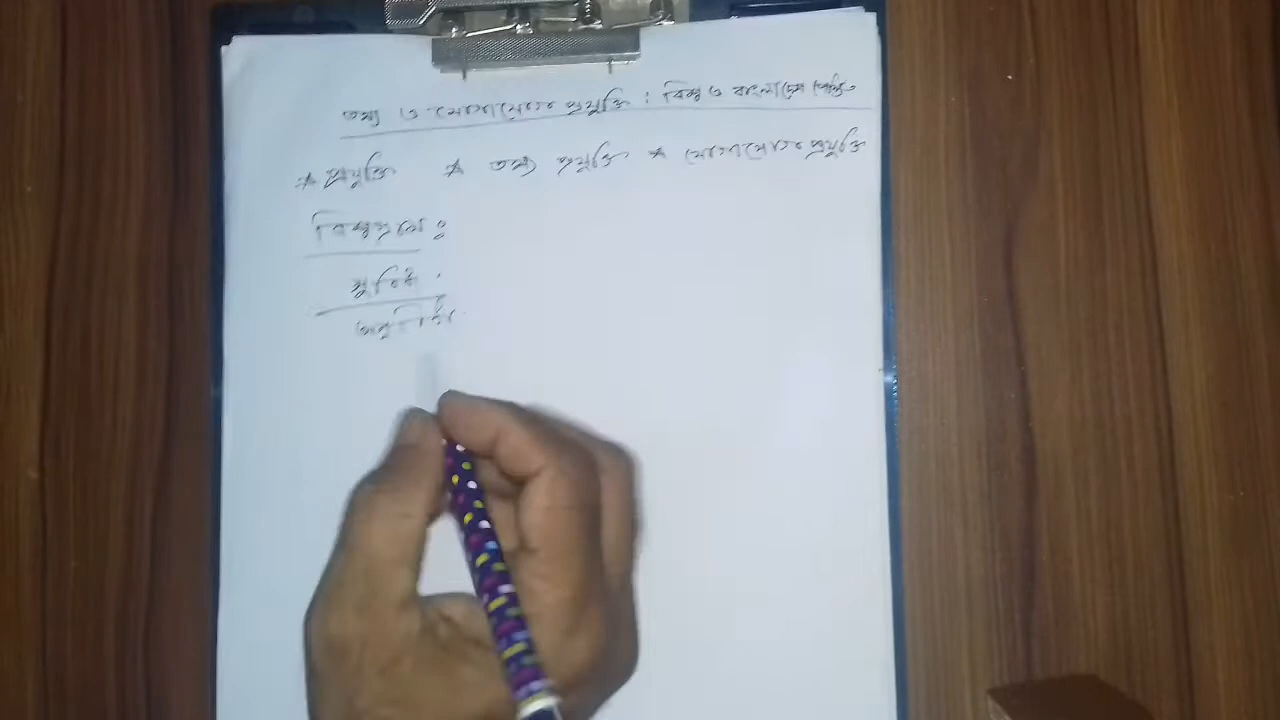 তথ্য ও যোগাযোগ প্রযুক্তি : বিশ্ব ও বাংলাদেশ প্রেক্ষিত
* প্রযুক্তি * তথ্য প্রযুক্তি * যোগাযোগ প্রযুক্তি
বিশ্বগ্রাম :
সুবিধা :
অসুবিধা